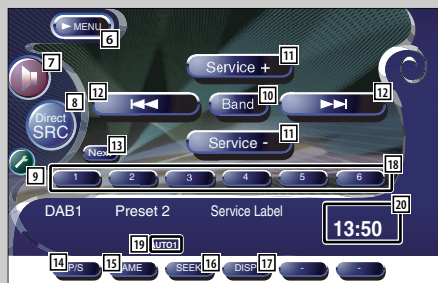 ► MENU
6
11
7
Service +
12
10
12
8
⏮ Band ⏭
Direct
SRC
13
11
Next
Service -
9
18
1 2 3 4 5 6
DAB1 Preset 2 Service Label
20
13:50
19 AUTO1
14 15 16 17
P/S AME SEEK DISP - -